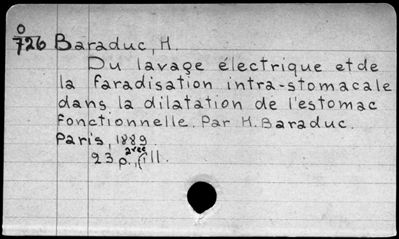 O
726 Baraduc, H.
Du lavage électrique et de
la faradisation intra-stomacale
dans la dilatation de l'estomac
fonctionnelle. Par H. Baraduc.
Paris, 1889.
avec
23 p., ill.